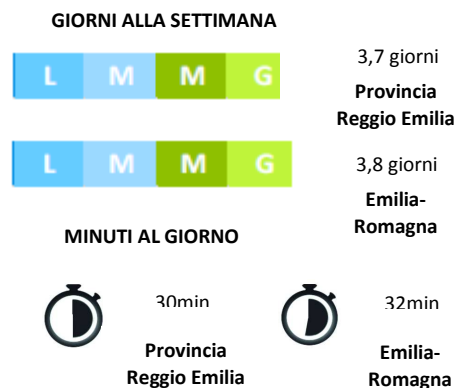 GIORNI ALLA SETTIMANA
L M M G
3,7 giorni
Provincia
Reggio Emilia
L M M G
3,8 giorni
Emilia-
Romagna
MINUTI AL GIORNO
30min
Provincia
Reggio Emilia
32min
Emilia-
Romagna